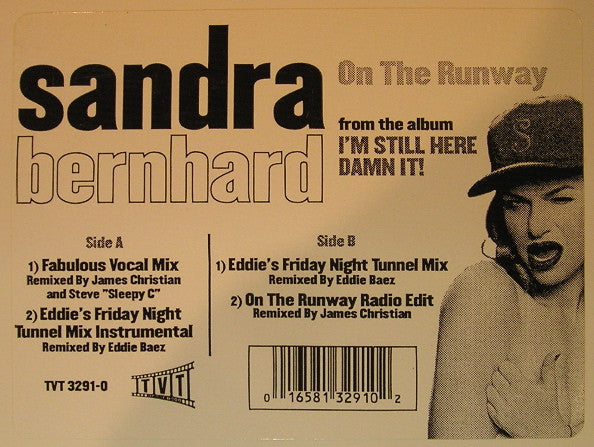 sandra
bernhard
On The Runway
from the album
I'M STILL HERE
DAMN IT!
S
Side A
1) Fabulous Vocal Mix
Remixed By James Christian
and Steve "Sleepy C"
2) Eddie's Friday Night
Tunnel Mix Instrumental
Remixed By Eddie Baez
Side B
1) Eddie's Friday Night Tunnel Mix
Remixed By Eddie Baez
2) On The Runway Radio Edit
Remixed By James Christian
TVT 3291-0
TVT
0 16581 32910 2